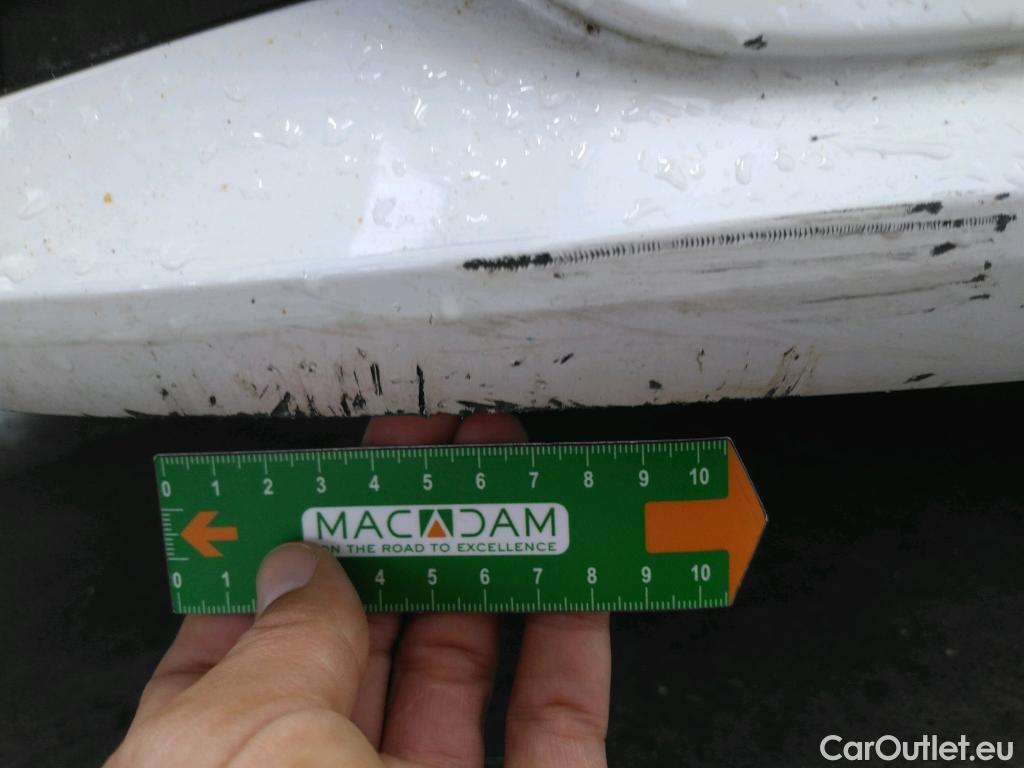 0 1 2 3 4 5 6 7 8 9 10
MACADAM
ON THE ROAD TO EXCELLENCE
0 1 4 5 6 7 8 9 10
CarOutlet.eu